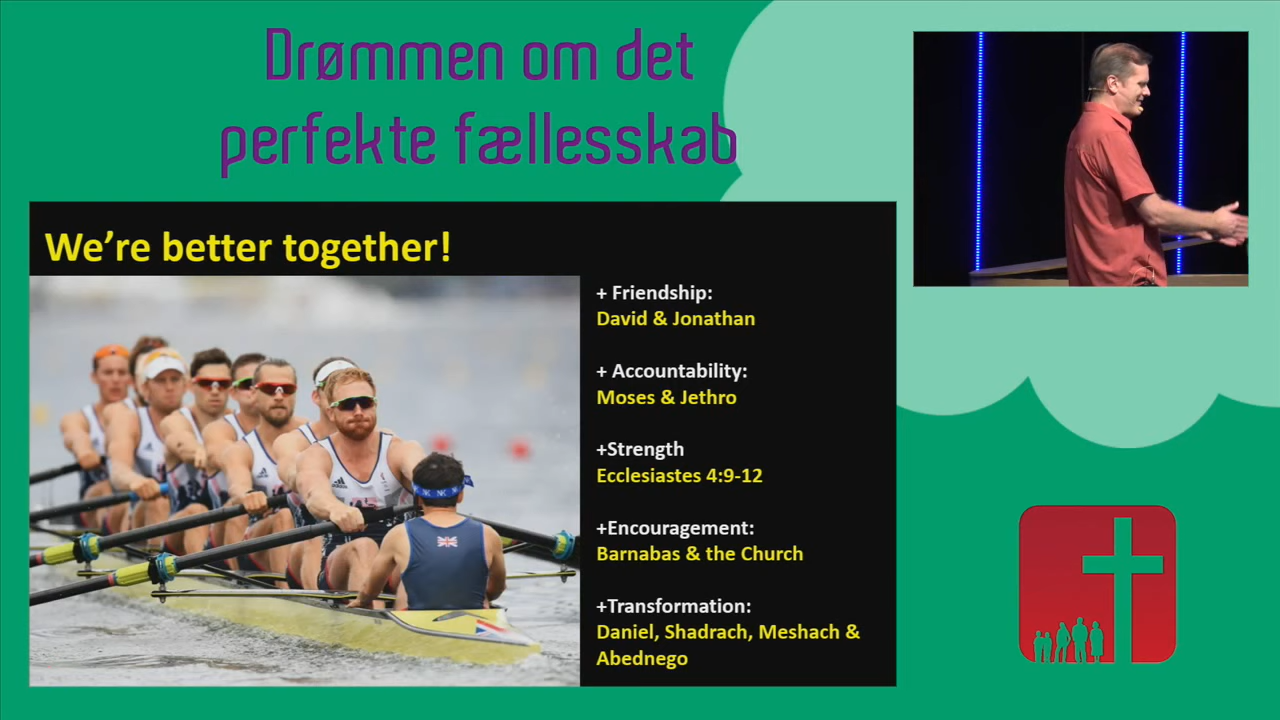 Drømmen om det
perfekte fællesskab
We're better together!
+ Friendship:
David & Jonathan
+ Accountability:
Moses & Jethro
+Strength
Ecclesiastes 4:9-12
+Encouragement:
Barnabas & the Church
+Transformation:
Daniel, Shadrach, Meshach &
Abednego